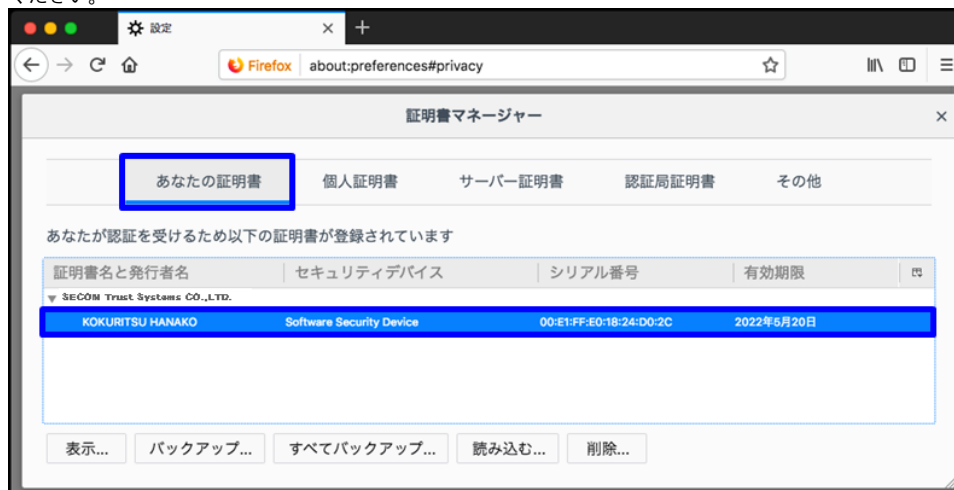 ください。
設定
Firefox about:preferences#privacy
証明書マネージャー
あなたの証明書 個人証明書 サーバー証明書 認証局証明書 その他
あなたが認証を受けるため以下の証明書が登録されています
証明書名と発行者名 セキュリティデバイス シリアル番号 有効期限
SECOM Trust Systems CO.,LTD.
KOKURITSU HANAKO Software Security Device 00:E1:FF:E0:18:24:D0:2C 2022年5月20日
表示... バックアップ... すべてバックアップ... 読み込む... 削除...